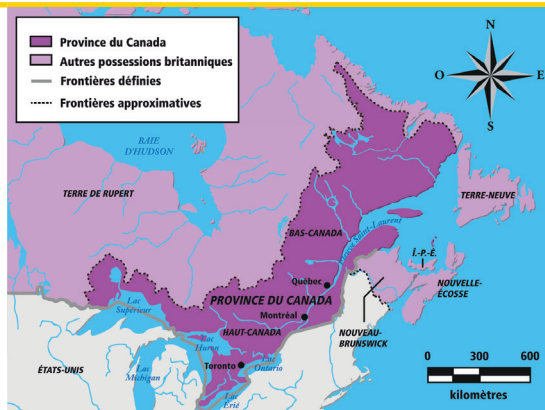 Province du Canada
Autres possessions britanniques
Frontières définies
Frontières approximatives
N
O
E
S
BAIE
D'HUDSON
TERRE DE RUPERT
TERRE-NEUVE
BAS-CANADA
Fleuve Saint-Laurent
Î.-P.-É.
Québec
NOUVELLE-
ÉCOSSE
PROVINCE DU CANADA
Lac
Supérieur
Montréal
HAUT-CANADA
NOUVEAU-
BRUNSWICK
Lac
Huron
Lac
Ontario
ÉTATS-UNIS
Lac
Michigan
Toronto
Lac
Érié
0 300 600
kilomètres